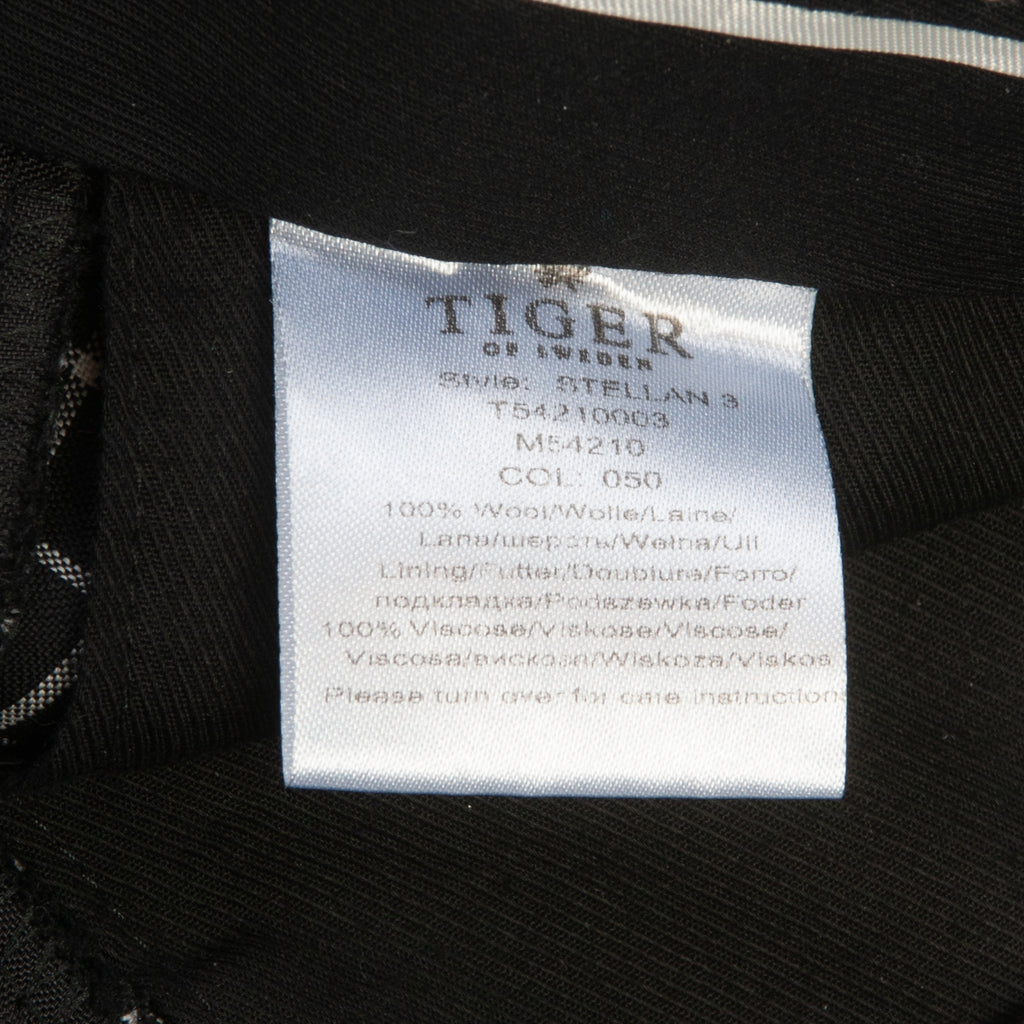 TIGER
OF SWEDEN
Style: STELLAN 3
T54210003
M54210
COL: 050
100% Wool/Wolle/Laine/
Lana/шерсть/Wełna/Ull
Lining/Futter/Doublure/Forro/
подкладка/Podszewka/Foder
100% Viscose/Viskose/Viscose/
Viscosa/вискоза/Wiskoza/Viskos
Please turn over for care instructions